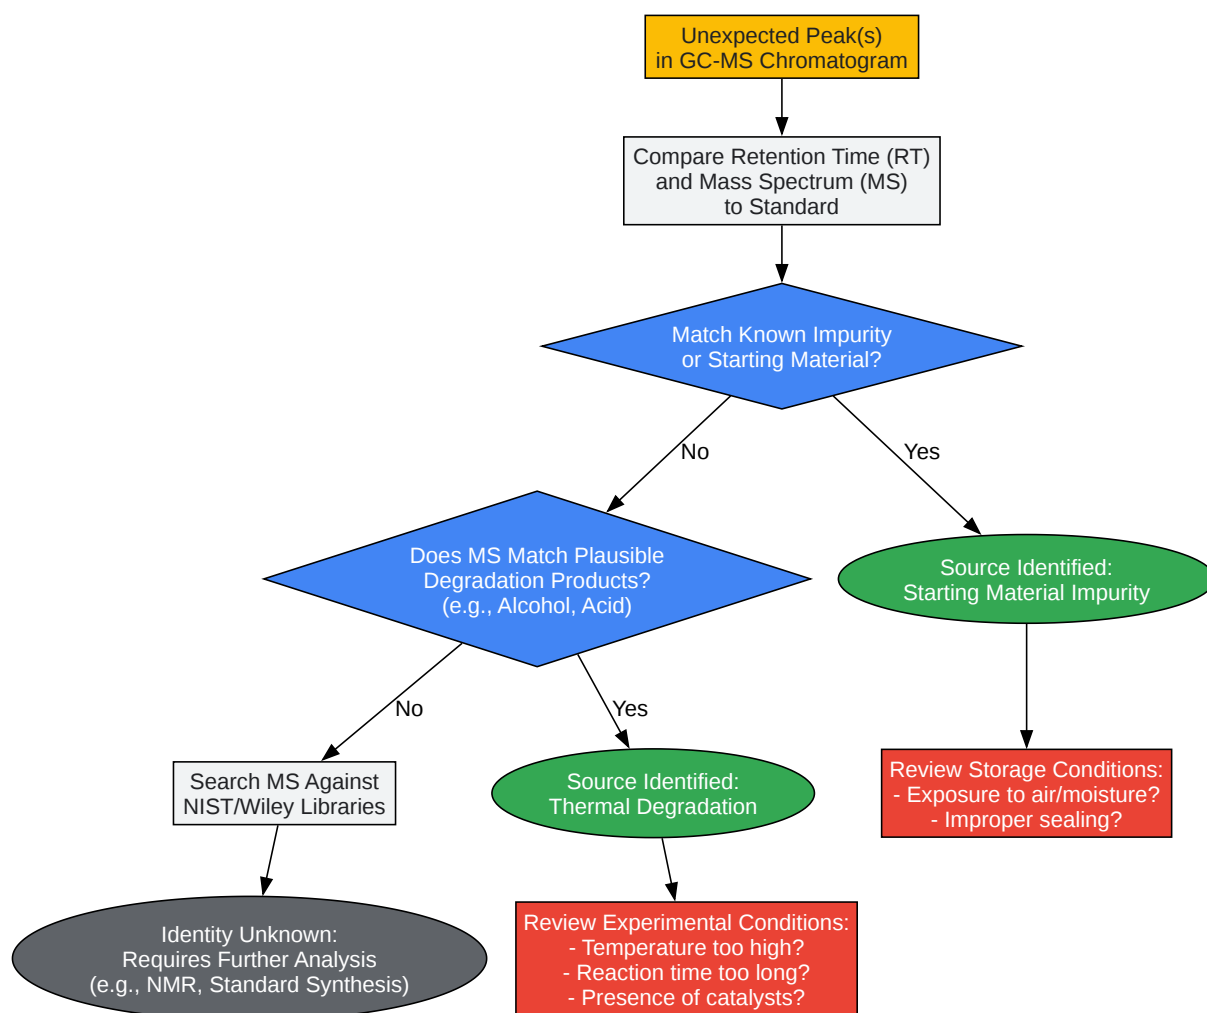 Unexpected Peak(s)
in GC-MS Chromatogram
Compare Retention Time (RT)
and Mass Spectrum (MS)
to Standard
Match Known Impurity
or Starting Material?
No
Yes
Does MS Match Plausible
Degradation Products?
(e.g., Alcohol, Acid)
Source Identified:
Starting Material Impurity
No
Yes
Search MS Against
NIST/Wiley Libraries
Source Identified:
Thermal Degradation
Review Storage Conditions:
- Exposure to air/moisture?
- Improper sealing?
Identity Unknown:
Requires Further Analysis
(e.g., NMR, Standard Synthesis)
Review Experimental Conditions:
- Temperature too high?
- Reaction time too long?
- Presence of catalysts?